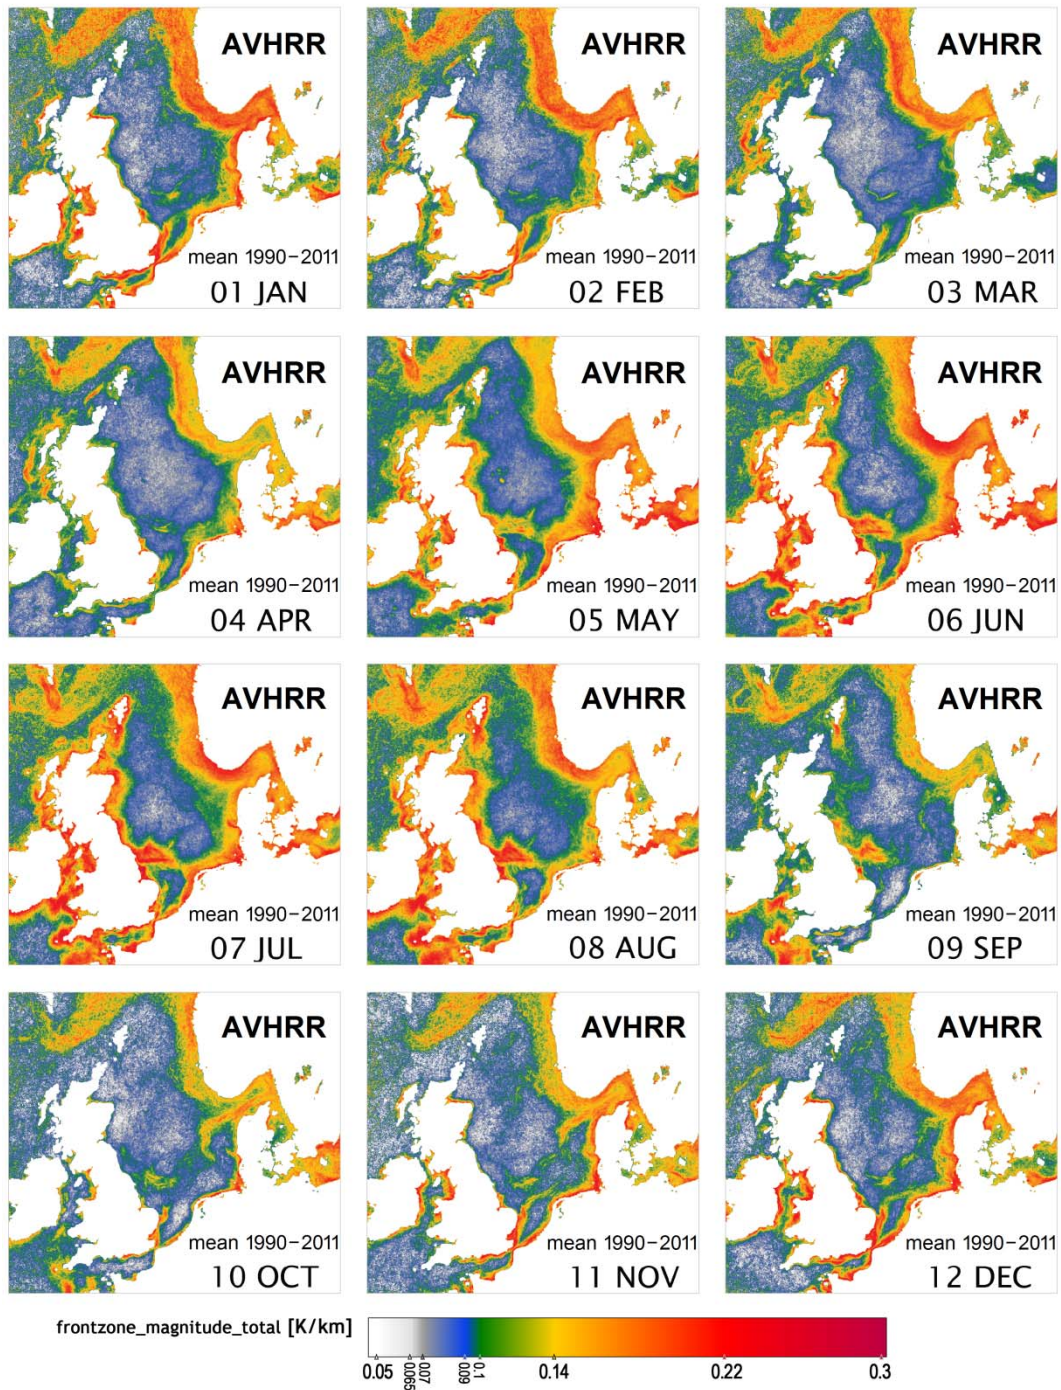 AVHRR AVHRR AVHRR
mean 1990-2011 mean 1990-2011 mean 1990-2011
01 JAN 02 FEB 03 MAR
AVHRR AVHRR AVHRR
mean 1990-2011 mean 1990-2011 mean 1990-2011
04 APR 05 MAY 06 JUN
AVHRR AVHRR AVHRR
mean 1990-2011 mean 1990-2011 mean 1990-2011
07 JUL 08 AUG 09 SEP
AVHRR AVHRR AVHRR
mean 1990-2011 mean 1990-2011 mean 1990-2011
10 OCT 11 NOV 12 DEC
frontzone_magnitude_total [K/km]
0.05 0.065 0.07 0.09 0.1 0.14 0.22 0.3